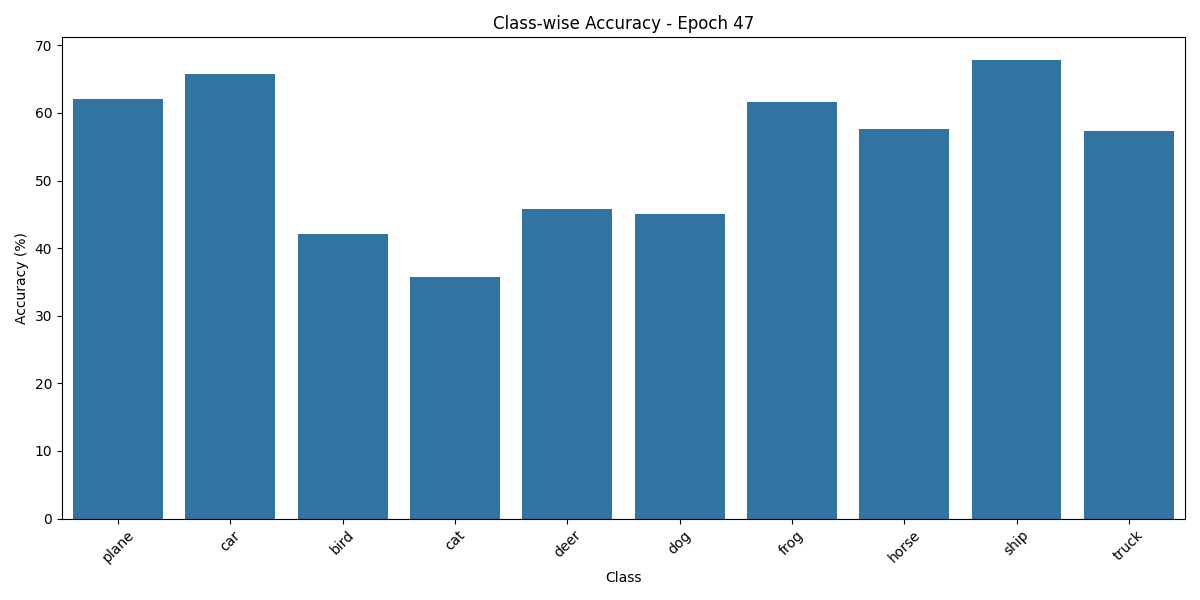 Class-wise Accuracy - Epoch 47
Accuracy (%)
70
60
50
40
30
20
10
0
plane
car
bird
cat
deer
dog
frog
horse
ship
truck
Class